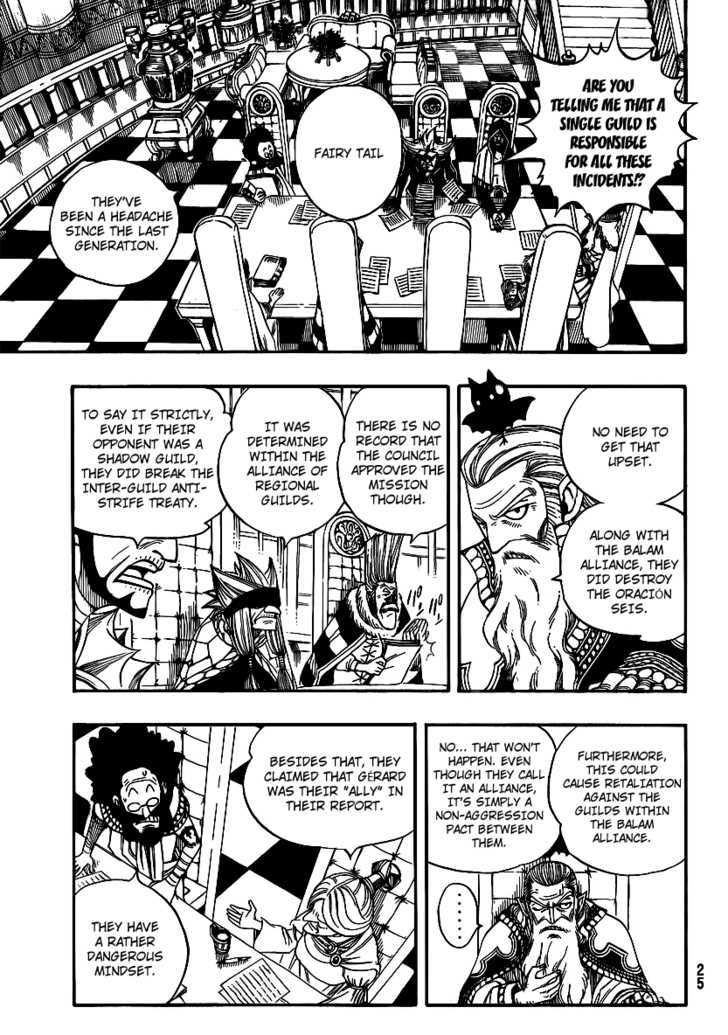 ARE YOU
TELLING ME THAT A
SINGLE GUILD IS
RESPONSIBLE
FOR ALL THESE
INCIDENTS!?
FAIRY TAIL
THEY'VE
BEEN A HEADACHE
SINCE THE LAST
GENERATION.
NO NEED TO
GET THAT
UPSET.
ALONG WITH
THE BALAM
ALLIANCE, THEY
DID DESTROY
THE ORACIÓN
SEIS.
THERE IS NO
RECORD THAT
THE COUNCIL
APPROVED THE
MISSION
THOUGH.
IT WAS
DETERMINED
WITHIN THE
ALLIANCE OF
REGIONAL
GUILDS.
TO SAY IT STRICTLY,
EVEN IF THEIR
OPPONENT WAS A
SHADOW GUILD,
THEY DID BREAK THE
INTER-GUILD ANTI-
STRIFE TREATY.
FURTHERMORE,
THIS COULD
CAUSE RETALIATION
AGAINST THE
GUILDS WITHIN
THE BALAM
ALLIANCE.
NO... THAT WON'T
HAPPEN. EVEN
THOUGH THEY CALL
IT AN ALLIANCE,
IT'S SIMPLY A
NON-AGGRESSION
PACT BETWEEN
THEM.
......
BESIDES THAT, THEY
CLAIMED THAT GÉRARD
WAS THEIR "ALLY" IN
THEIR REPORT.
THEY HAVE
A RATHER
DANGEROUS
MINDSET.
25